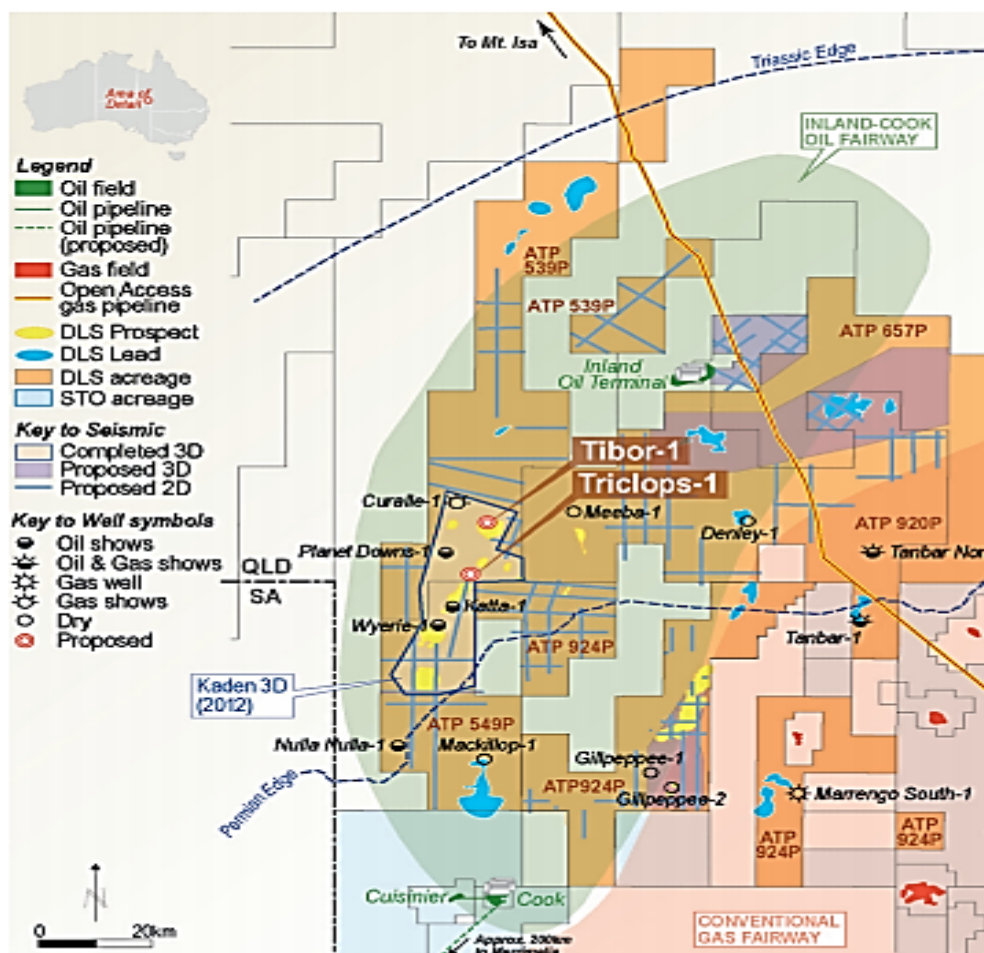 To Mt. Isa
Triassic Edge
Area of
Detail
INLAND-COOK
OIL FAIRWAY
Legend
Oil field
Oil pipeline
Oil pipeline
(proposed)
Gas field
Open Access
gas pipeline
DLS Prospect
DLS Lead
DLS acreage
STO acreage
Key to Seismic
Completed 3D
Proposed 3D
Proposed 2D
Key to Well symbols
Oil shows
Oil & Gas shows
Gas well
Gas shows
Dry
Proposed
ATP
539P
ATP 539P
ATP 657P
Inland
Oil Terminal
Tibor-1
Triclops-1
Curalle-1
Meeba-1
Denley-1
ATP 920P
Planet Downs-1
Tanbar Nor
QLD
SA
Katta-1
Wyerie-1
Tanbar-1
ATP 924P
Kaden 3D
(2012)
ATP 549P
Nulla Nulla-1
Mackillop-1
Gillpeppee-1
ATP924P
Gillpeppee-2
Marrengo South-1
Permian Edge
ATP
924P
ATP
924P
N
Cuisinier
Cook
CONVENTIONAL
GAS FAIRWAY
0
20km
Approx. 200km